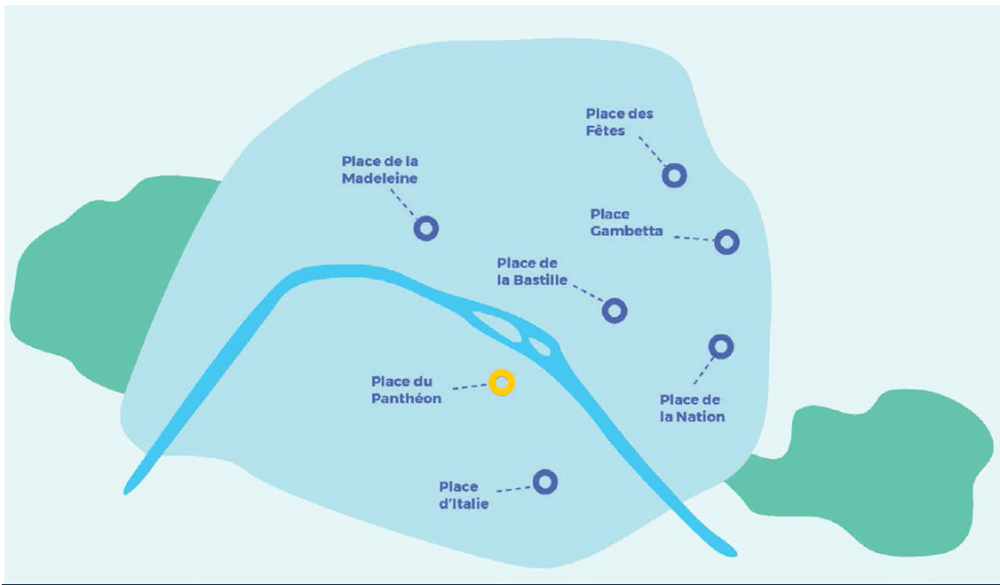 Place des
Fêtes
Place de la
Madeleine
Place
Gambetta
Place de
la Bastille
Place du
Panthéon
Place de
la Nation
Place
d'Italie